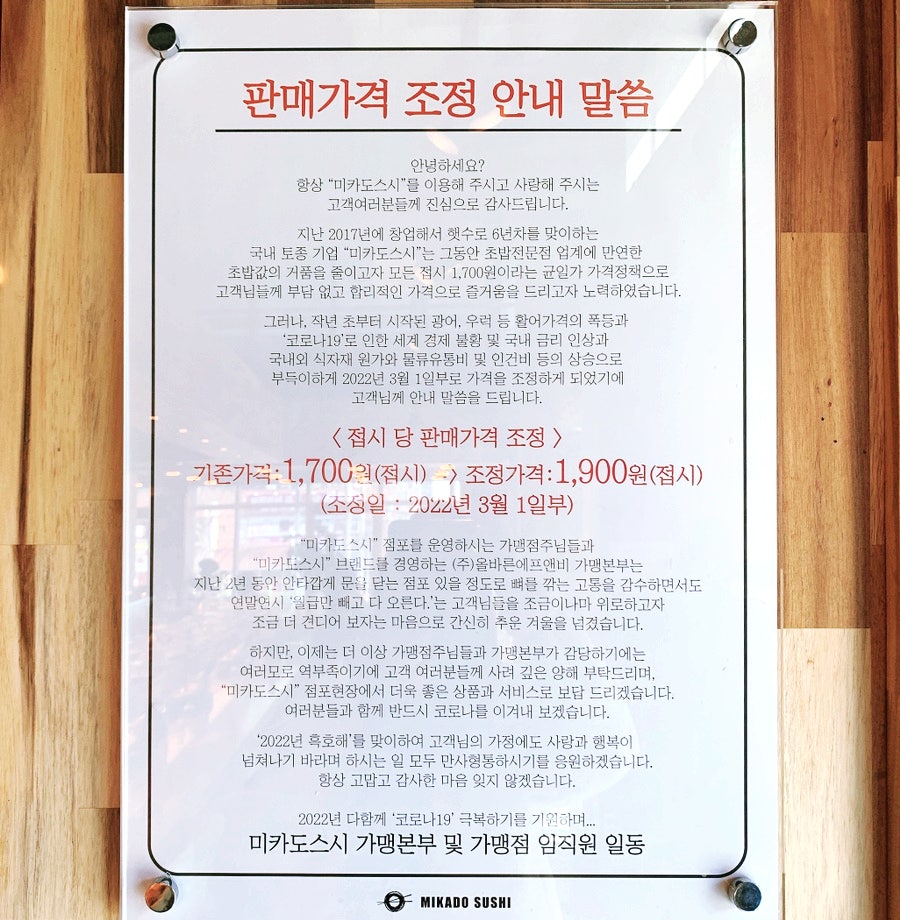 판매가격 조정 안내 말씀
안녕하세요?
항상 “미카도스시”를 이용해 주시고 사랑해 주시는
고객여러분들께 진심으로 감사드립니다.
지난 2017년에 창업해서 햇수로 6년차를 맞이하는
국내 토종 기업 “미카도스시”는 그동안 초밥전문점 업계에 만연한
초밥값의 거품을 줄이고자 모든 접시 1,700원이라는 균일가 가격정책으로
고객님들께 부담 없고 합리적인 가격으로 즐거움을 드리고자 노력하였습니다.
그러나, 작년 초부터 시작된 광어, 우럭 등 활어가격의 폭등과
‘코로나19’로 인한 세계 경제 불황 및 국내 금리 인상과
국내외 식자재 원가와 물류유통비 및 인건비 등의 상승으로
부득이하게 2022년 3월 1일부로 가격을 조정하게 되었기에
고객님께 안내 말씀을 드립니다.
< 접시 당 판매가격 조정 >
기존가격:1,700원(접시) => 조정가격:1,900원(접시)
(조정일 : 2022년 3월 1일부)
“미카도스시” 점포를 운영하시는 가맹점주님들과
“미카도스시” 브랜드를 경영하는 (주)올바른에프앤비 가맹본부는
지난 2년 동안 안타깝게 문을 닫는 점포 있을 정도로 뼈를 깎는 고통을 감수하면서도
연말연시 ‘월급만 빼고 다 오른다.’는 고객님들을 조금이나마 위로하고자
조금 더 견디어 보자는 마음으로 간신히 추운 겨울을 넘겼습니다.
하지만, 이제는 더 이상 가맹점주님들과 가맹본부가 감당하기에는
여러모로 역부족이기에 고객 여러분들께 사려 깊은 양해 부탁드리며,
“미카도스시” 점포현장에서 더욱 좋은 상품과 서비스로 보답 드리겠습니다.
여러분들과 함께 반드시 코로나를 이겨내 보겠습니다.
‘2022년 흑호해’를 맞이하여 고객님의 가정에도 사랑과 행복이
넘쳐나기 바라며 하시는 일 모두 만사형통하시기를 응원하겠습니다.
항상 고맙고 감사한 마음 잊지 않겠습니다.
2022년 다함께 ‘코로나19’ 극복하기를 기원하며...
미카도스시 가맹본부 및 가맹점 임직원 일동
MIKADO SUSHI